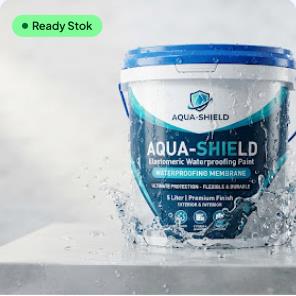 Ready Stok
AQUA-SHIELD
AQUA-SHIELD
Elastomeric Waterproofing Paint
WATERPROOFING MEMBRANE
ULTIMATE PROTECTION - FLEXIBLE & DURABLE
5 Liter | Premium Finish
EXTERIOR & INTERIOR